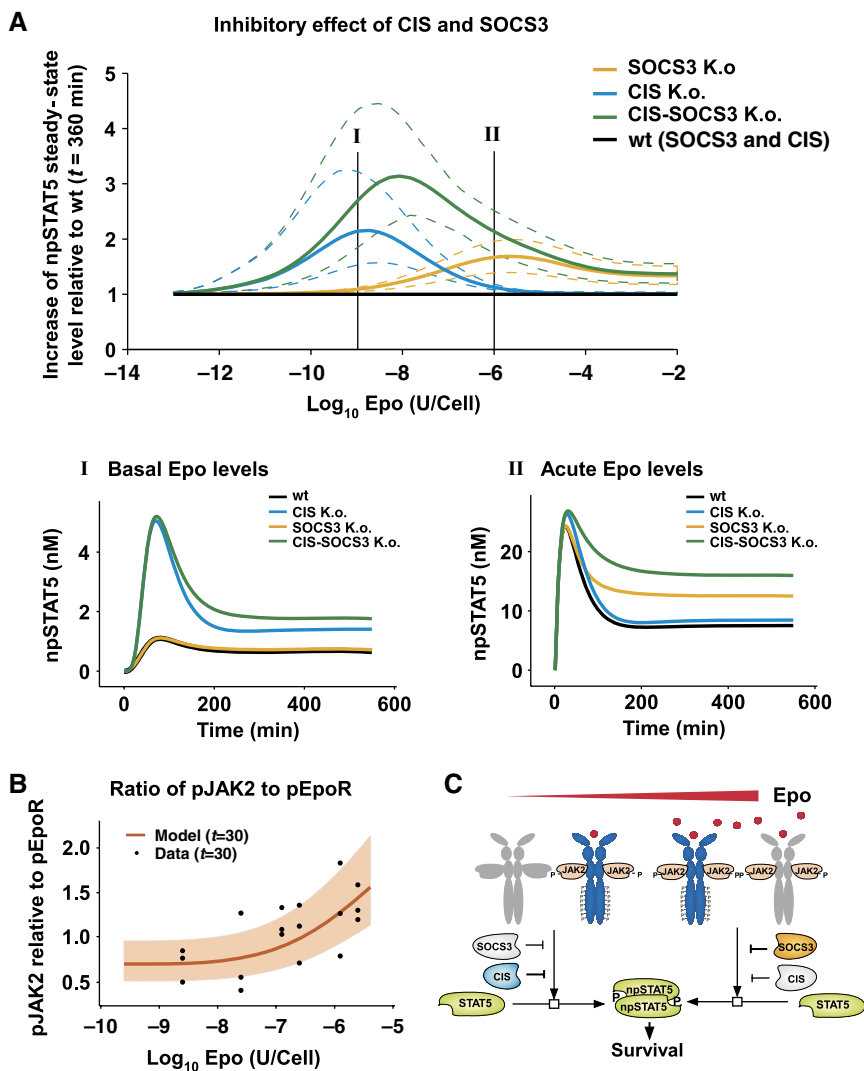 A
Inhibitory effect of CIS and SOCS3
Increase of npSTAT5 steady-state
level relative to wt (t = 360 min)
5
4
3
2
1
0
I
II
SOCS3 K.o
CIS K.o.
CIS-SOCS3 K.o.
wt (SOCS3 and CIS)
−14
−12
−10
−8
−6
−4
−2
Log10 Epo (U/Cell)
I Basal Epo levels
npSTAT5 (nM)
4
2
0
wt
CIS K.o.
SOCS3 K.o.
CIS-SOCS3 K.o.
0
200
400
600
Time (min)
II Acute Epo levels
npSTAT5 (nM)
20
10
0
wt
CIS K.o.
SOCS3 K.o.
CIS-SOCS3 K.o.
0
200
400
600
Time (min)
B
Ratio of pJAK2 to pEpoR
pJAK2 relative to pEpoR
2.0
1.5
1.0
0.5
Model (t=30)
Data (t=30)
−10
−9
−8
−7
−6
−5
Log10 Epo (U/Cell)
C
Epo
P JAK2 JAK2 P
P JAK2 JAK2 P P JAK2 JAK2 P
SOCS3
CIS
STAT5
SOCS3
CIS
STAT5
npSTAT5
P P
npSTAT5
Survival